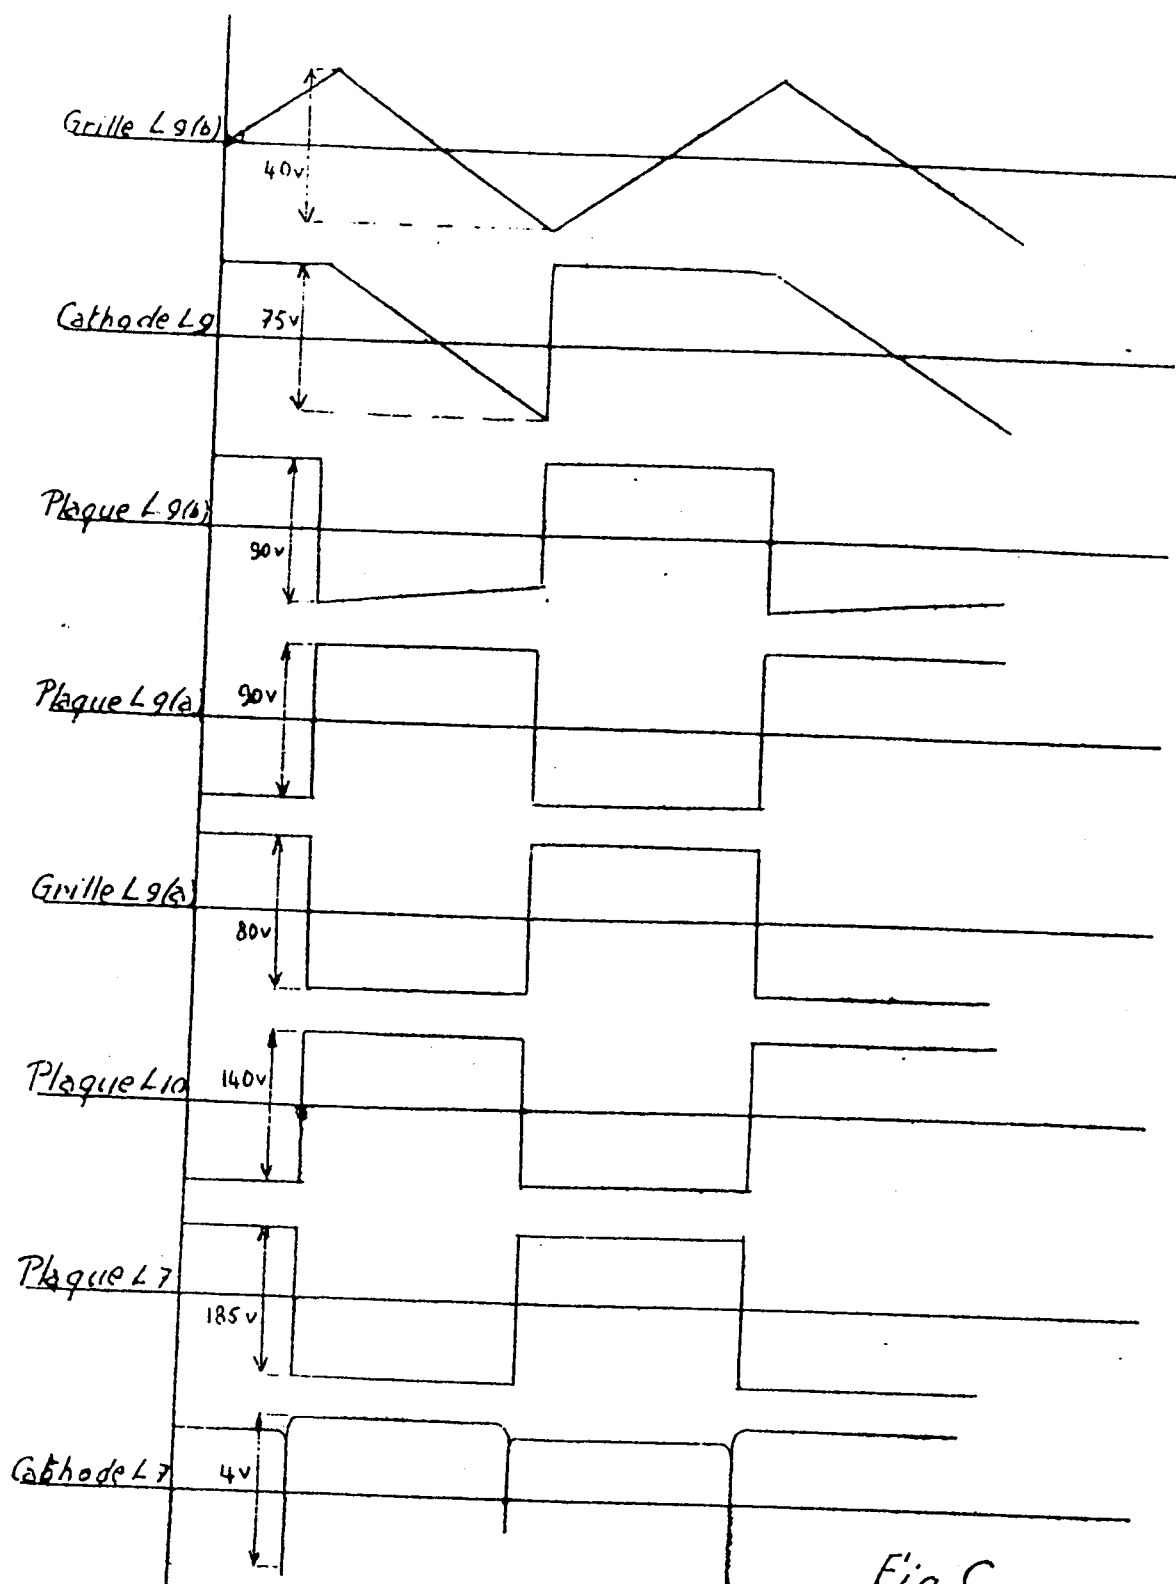 Grille L9(b)
40v
Cathode L9
75v
Plaque L9(b)
90v
Plaque L9(a)
90v
Grille L9(a)
80v
Plaque L10
140v
Plaque L7
185v
Cathode L7
4v
Fig C